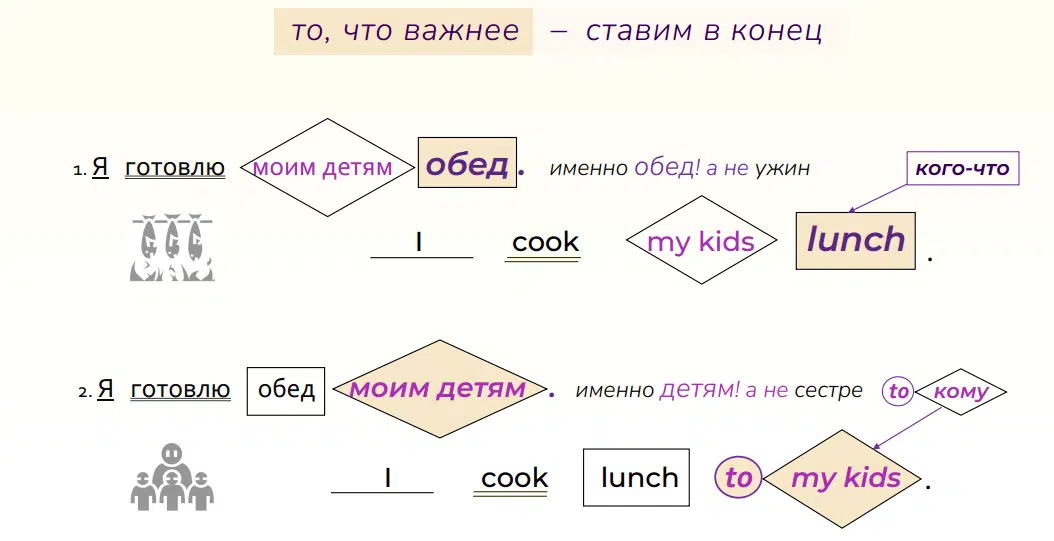 то, что важнее – ставим в конец
1. Я готовлю моим детям обед. именно обед! а не ужин
кого-что
I cook my kids lunch.
2. Я готовлю обед моим детям. именно детям! а не сестре to кому
I cook lunch to my kids.